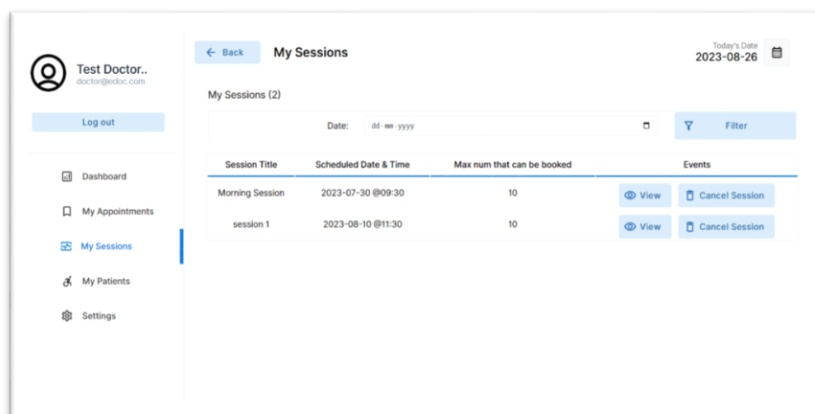 Test Doctor..
doctor@edoc.com
Log out
Dashboard
My Appointments
My Sessions
My Patients
Settings
Back
My Sessions
Today's Date
2023-08-26
My Sessions (2)
Date: dd-mm-yyyy Filter
Session Title Scheduled Date & Time Max num that can be booked Events
Morning Session 2023-07-30 @09:30 10 View Cancel Session
session 1 2023-08-10 @11:30 10 View Cancel Session